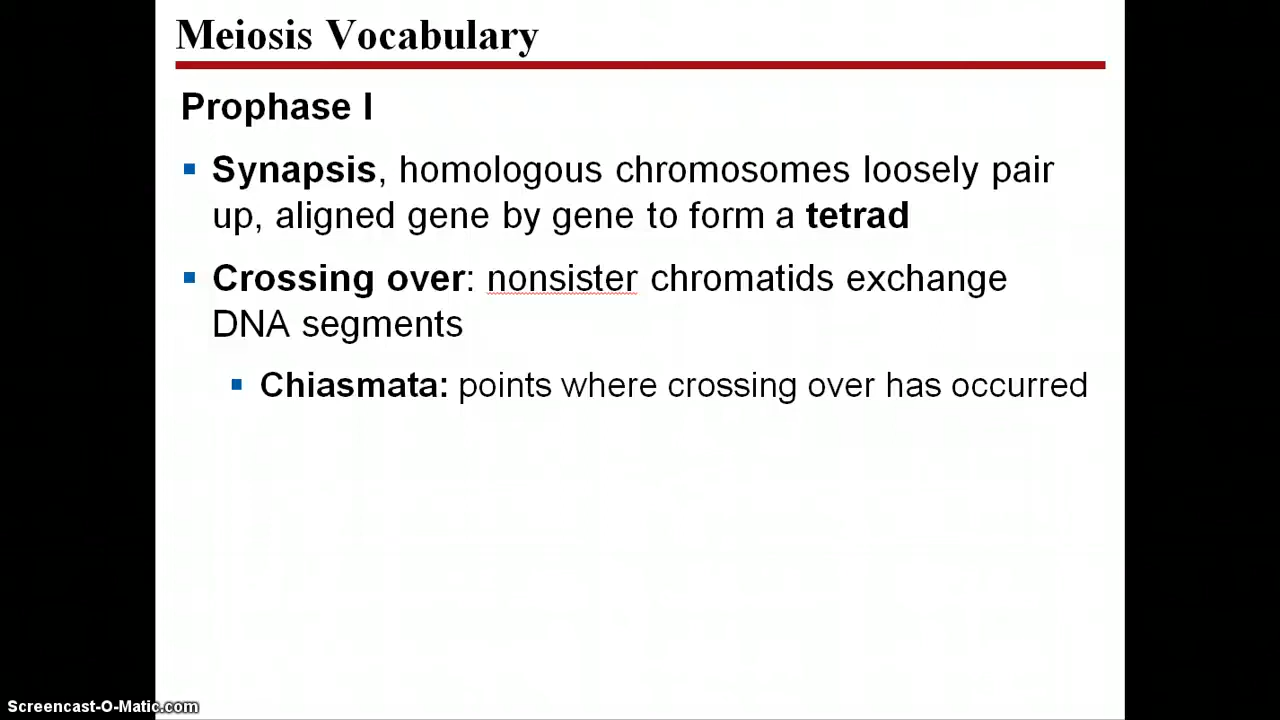 Meiosis Vocabulary
Prophase I
Synapsis, homologous chromosomes loosely pair
up, aligned gene by gene to form a tetrad
Crossing over: nonsister chromatids exchange
DNA segments
Chiasmata: points where crossing over has occurred
Screencast-O-Matic.com